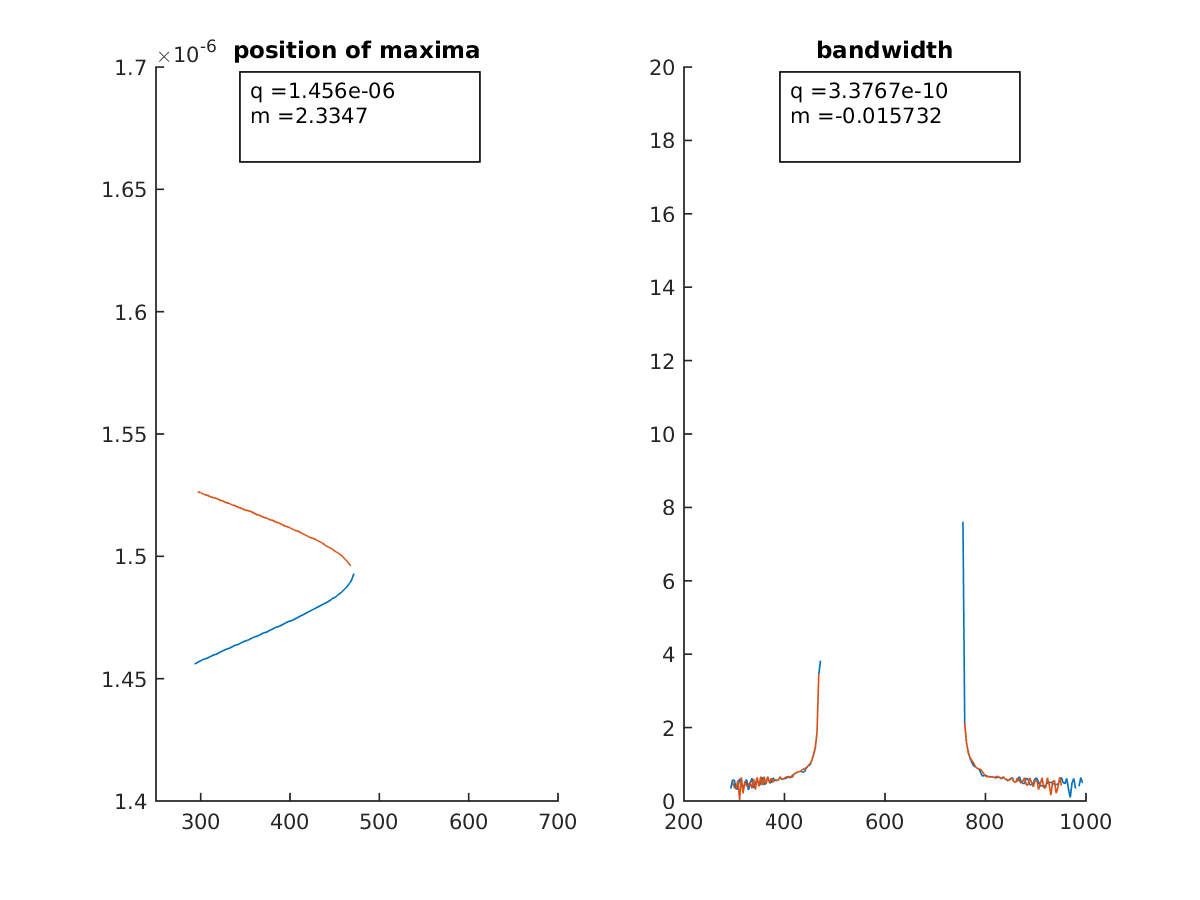 ×10-6
position of maxima
q =1.456e-06
m =2.3347
1.7
1.65
1.6
1.55
1.5
1.45
1.4
300 400 500 600 700
bandwidth
q =3.3767e-10
m =-0.015732
20
18
16
14
12
10
8
6
4
2
0
200 400 600 800 1000